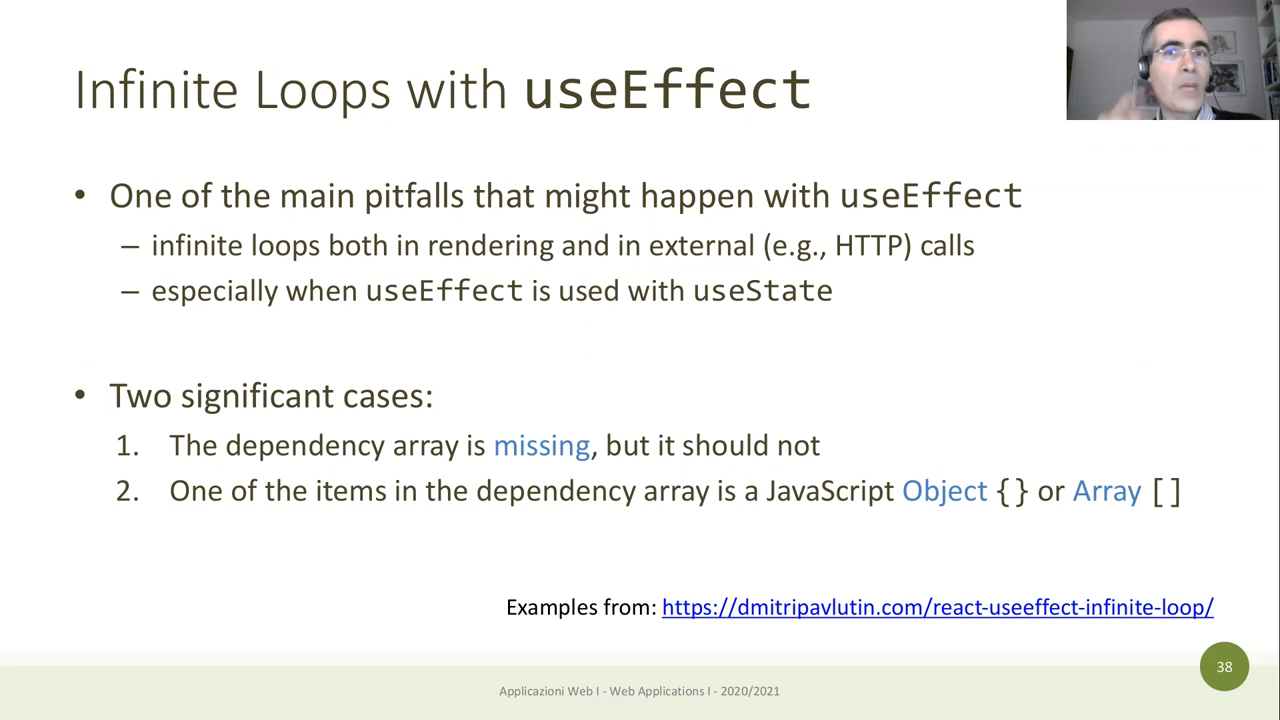 Infinite Loops with useEffect
• One of the main pitfalls that might happen with useEffect
– infinite loops both in rendering and in external (e.g., HTTP) calls
– especially when useEffect is used with useState
• Two significant cases:
1. The dependency array is missing, but it should not
2. One of the items in the dependency array is a JavaScript Object {} or Array []
Examples from: https://dmitripavlutin.com/react-useeffect-infinite-loop/
38
Applicazioni Web I - Web Applications I - 2020/2021